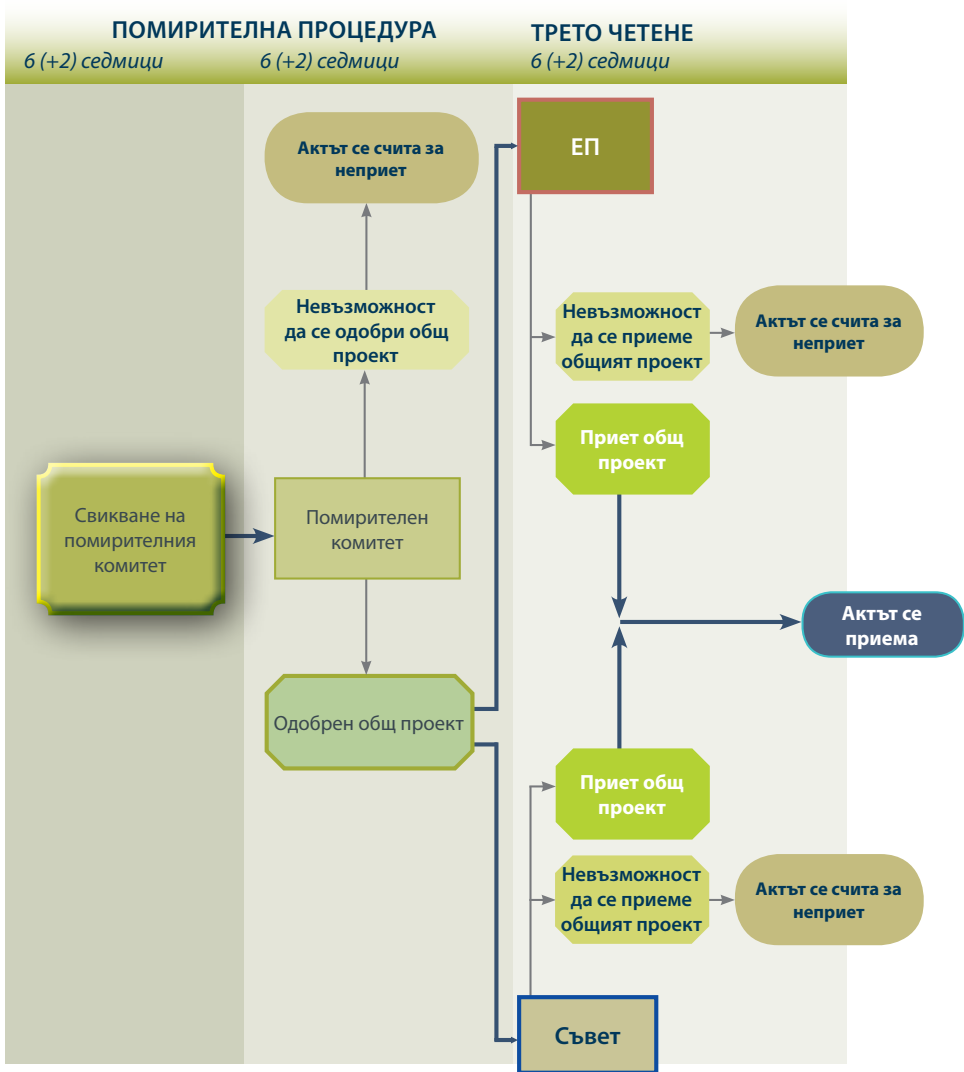 ПОМИРИТЕЛНА ПРОЦЕДУРА
ТРЕТО ЧЕТЕНЕ
6 (+2) седмици
6 (+2) седмици
6 (+2) седмици
Свикване на
помирителния
комитет
Актът се счита за
неприет
Невъзможност
да се одобри общ
проект
Помирителен
комитет
Одобрен общ проект
ЕП
Невъзможност
да се приеме
общият проект
Актът се счита за
неприет
Приет общ
проект
Актът се
приема
Приет общ
проект
Невъзможност
да се приеме
общият проект
Актът се счита за
неприет
Съвет